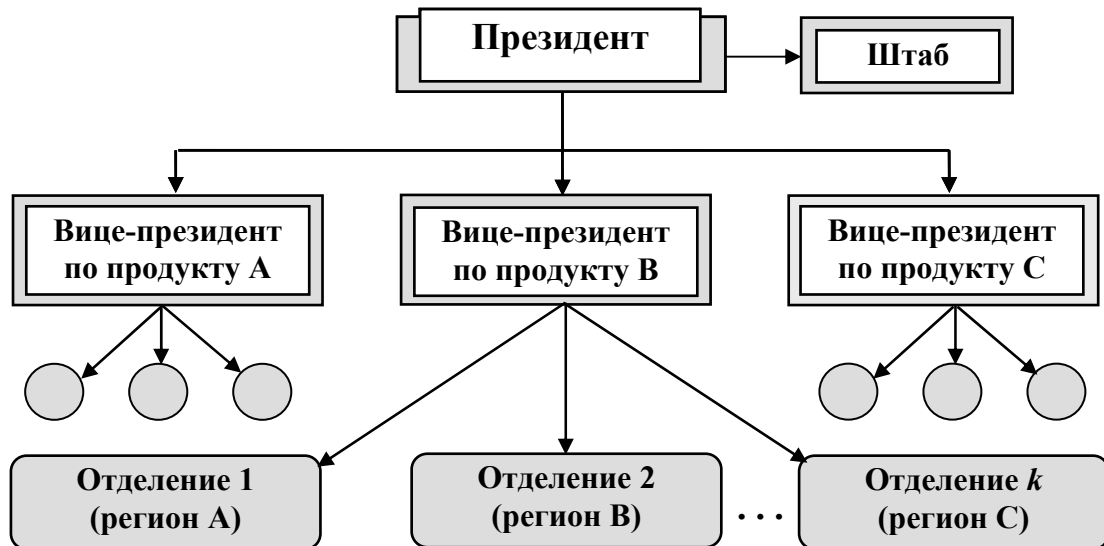 Президент
Штаб
Вице-президент
по продукту А
Вице-президент
по продукту В
Вице-президент
по продукту С
Отделение 1
(регион А)
Отделение 2
(регион В)
. . .
Отделение k
(регион С)